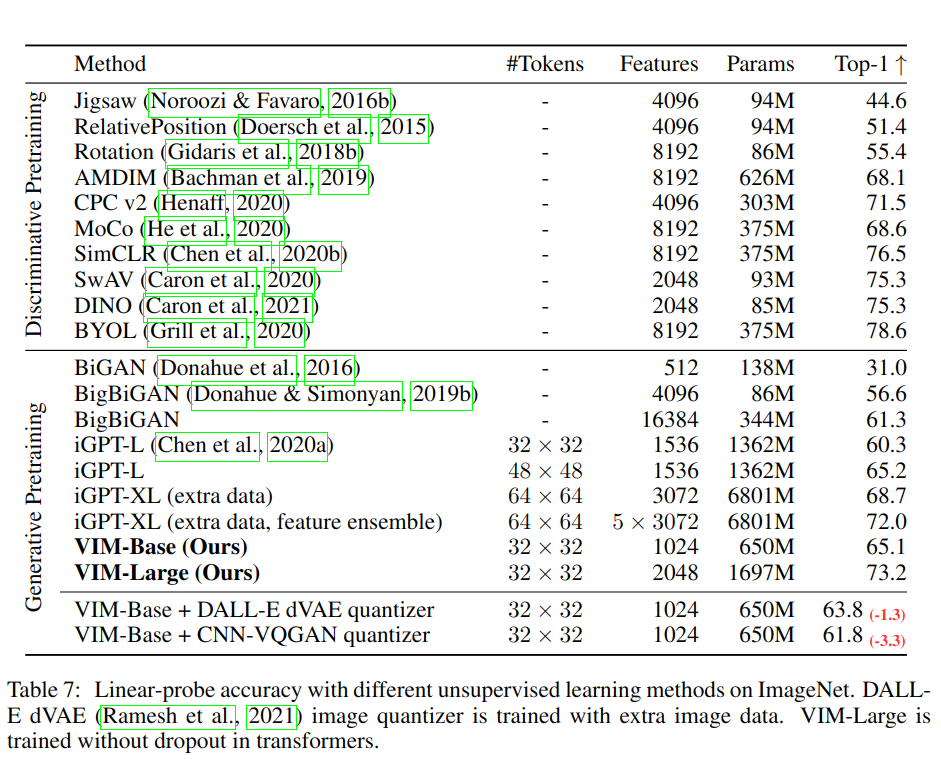 Method #Tokens Features Params Top-1 ↑
Discriminative Pretraining
Jigsaw (Noroozi & Favaro, 2016b) - 4096 94M 44.6
RelativePosition (Doersch et al., 2015) - 4096 94M 51.4
Rotation (Gidaris et al., 2018b) - 8192 86M 55.4
AMDIM (Bachman et al., 2019) - 8192 626M 68.1
CPC v2 (Henaff, 2020) - 4096 303M 71.5
MoCo (He et al., 2020) - 8192 375M 68.6
SimCLR (Chen et al., 2020b) - 8192 375M 76.5
SwAV (Caron et al., 2020) - 2048 93M 75.3
DINO (Caron et al., 2021) - 2048 85M 75.3
BYOL (Grill et al., 2020) - 8192 375M 78.6
Generative Pretraining
BiGAN (Donahue et al., 2016) - 512 138M 31.0
BigBiGAN (Donahue & Simonyan, 2019b) - 4096 86M 56.6
BigBiGAN - 16384 344M 61.3
iGPT-L (Chen et al., 2020a) 32 × 32 1536 1362M 60.3
iGPT-L 48 × 48 1536 1362M 65.2
iGPT-XL (extra data) 64 × 64 3072 6801M 68.7
iGPT-XL (extra data, feature ensemble) 64 × 64 5 × 3072 6801M 72.0
VIM-Base (Ours) 32 × 32 1024 650M 65.1
VIM-Large (Ours) 32 × 32 2048 1697M 73.2
VIM-Base + DALL-E dVAE quantizer 32 × 32 1024 650M 63.8 (-1.3)
VIM-Base + CNN-VQGAN quantizer 32 × 32 1024 650M 61.8 (-3.3)
Table 7: Linear-probe accuracy with different unsupervised learning methods on ImageNet. DALL-
E dVAE (Ramesh et al., 2021) image quantizer is trained with extra image data. VIM-Large is
trained without dropout in transformers.